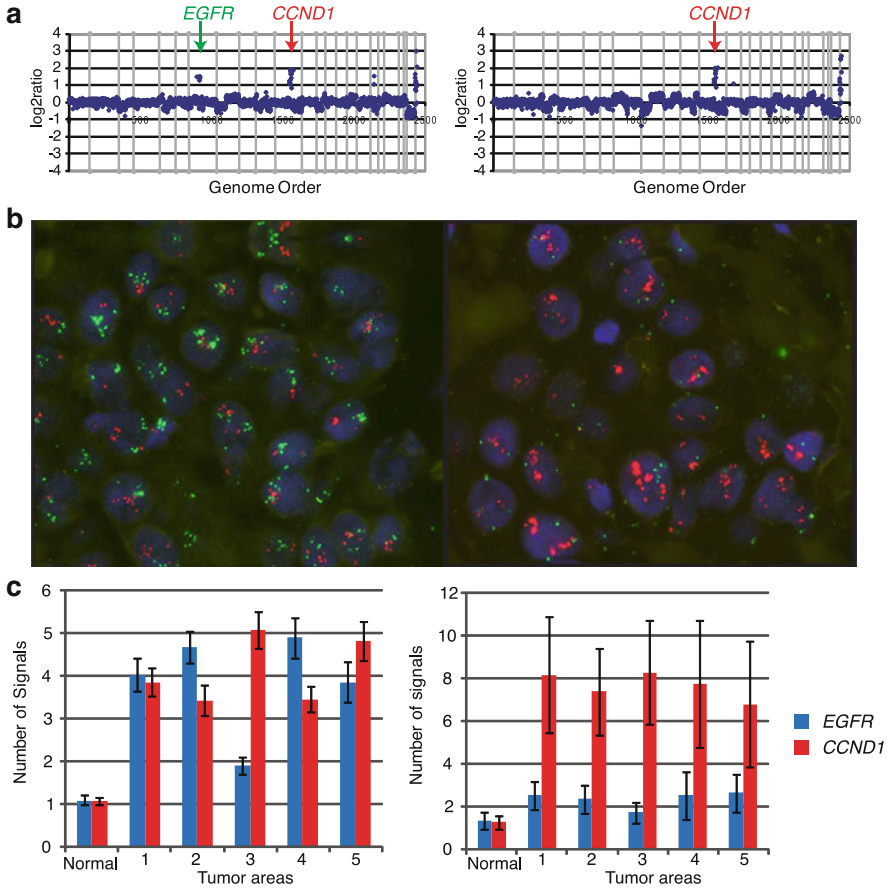 a
EGFR CCND1
4
3
2
1
0
-1
-2
-3
-4
log2ratio
500 1000 1500 2000 2500
Genome Order
CCND1
4
3
2
1
0
-1
-2
-3
-4
log2ratio
500 1000 1500 2000 2500
Genome Order
b
c
6
5
4
3
2
1
0
Number of Signals
Normal 1 2 3 4 5
Tumor areas
12
10
8
6
4
2
0
Number of signals
Normal 1 2 3 4 5
Tumor areas
EGFR
CCND1